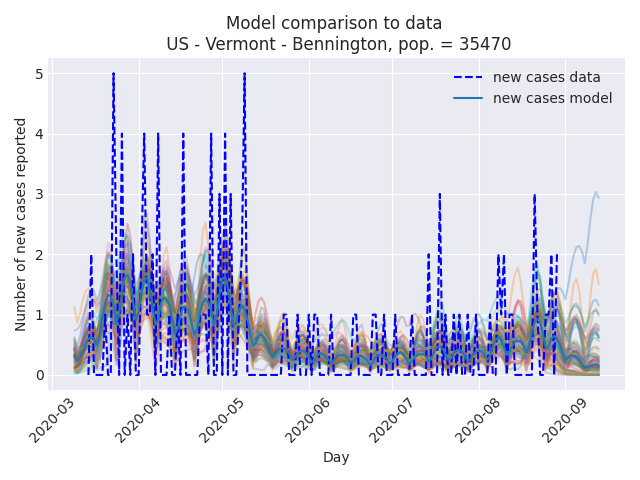 Model comparison to data
US - Vermont - Bennington, pop. = 35470
new cases data
new cases model
Number of new cases reported
5
4
3
2
1
0
2020-03
2020-04
2020-05
2020-06
2020-07
2020-08
2020-09
Day